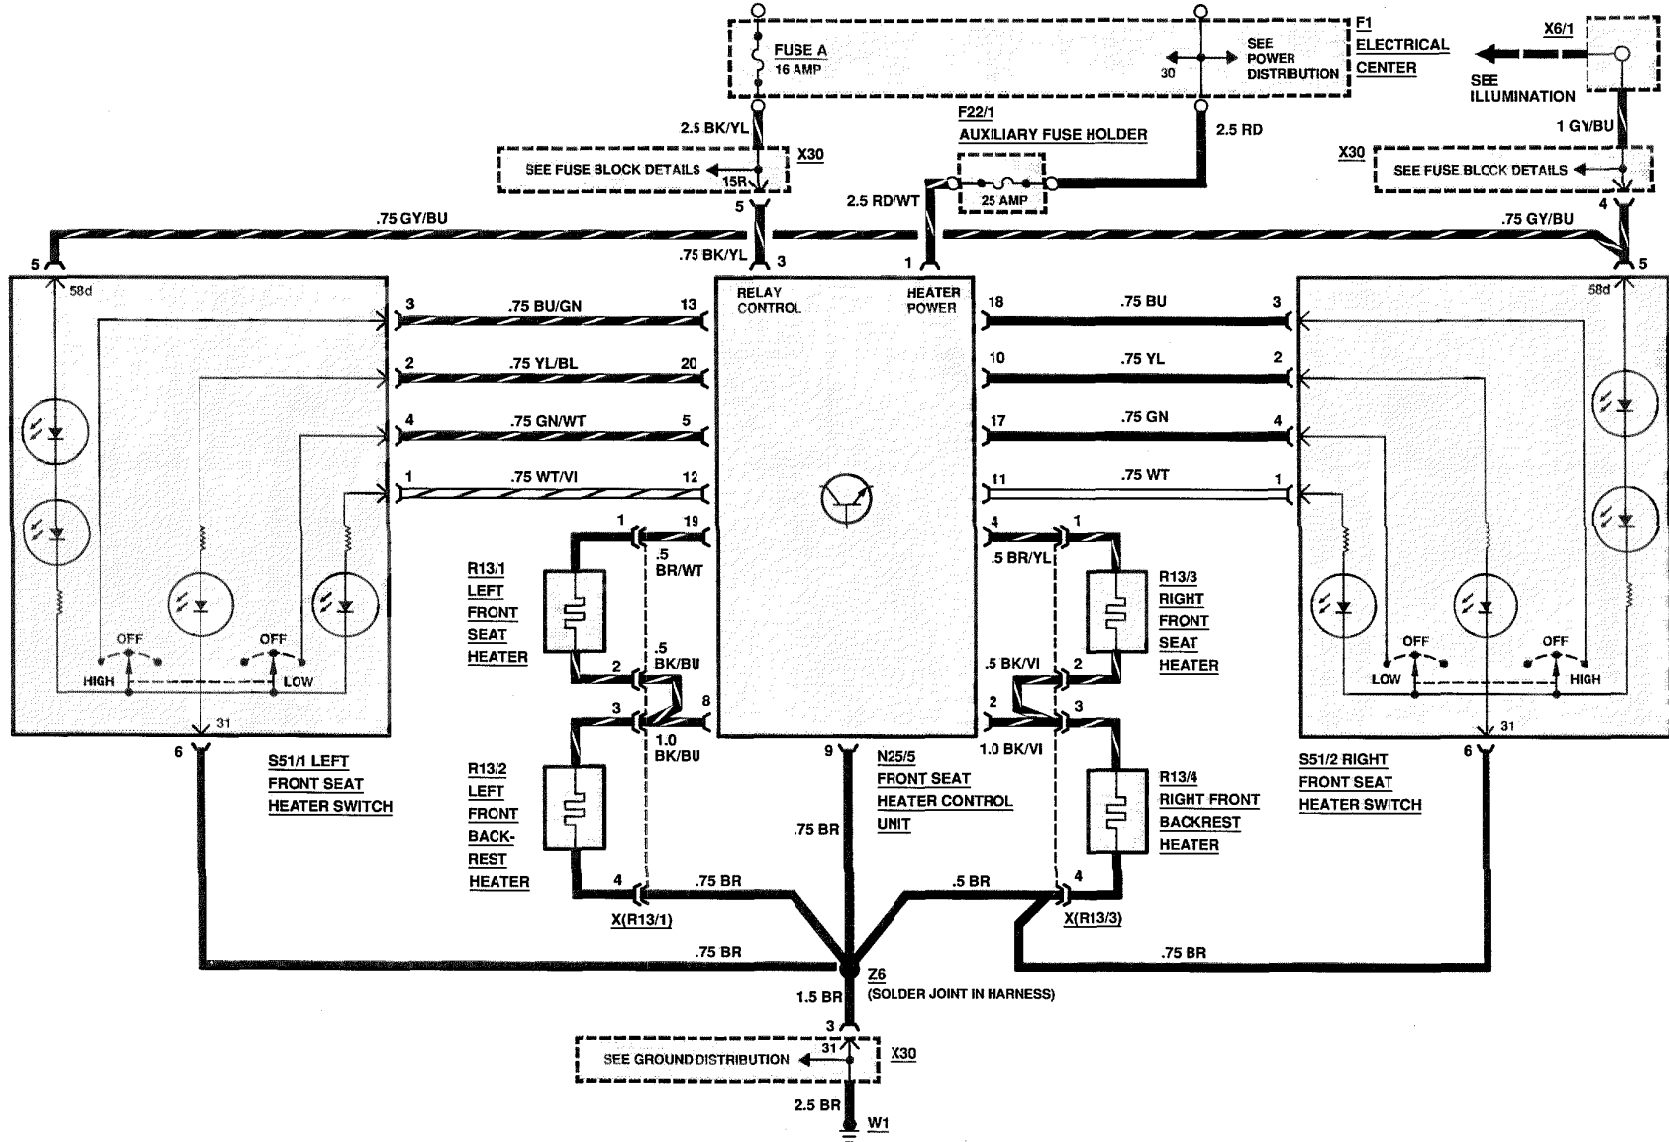 FUSE A
16 AMP
30
SEE
POWER
DISTRIBUTION
F1
ELECTRICAL
CENTER
X6/1
SEE
ILLUMINATION
2.5 BK/YL
F22/1
AUXILIARY FUSE HOLDER
2.5 RD
1 GY/BU
SEE FUSE BLOCK DETAILS
15R
X30
25 AMP
2.5 RD/WT
X30
SEE FUSE BLOCK DETAILS
5
4
.75 GY/BU
.75 GY/BU
.75 BK/YL
5
3
1
5
58d
RELAY
CONTROL
HEATER
POWER
58d
3
.75 BU/GN
13
18
.75 BU
3
2
.75 YL/BL
20
10
.75 YL
2
4
.75 GN/WT
5
17
.75 GN
4
1
.75 WT/VI
12
11
.75 WT
1
1
19
4
1
.5
BR/WT
.5 BR/YL
R13/1
LEFT
FRONT
SEAT
HEATER
R13/3
RIGHT
FRONT
SEAT
HEATER
OFF
OFF
HIGH
LOW
OFF
OFF
LOW
HIGH
2
.5
BK/BU
.5 BK/VI
2
3
8
2
3
1.0
BK/BU
1.0 BK/VI
31
31
6
9
6
S51/1 LEFT
FRONT SEAT
HEATER SWITCH
R13/2
LEFT
FRONT
BACK-
REST
HEATER
N25/5
FRONT SEAT
HEATER CONTROL
UNIT
R13/4
RIGHT FRONT
BACKREST
HEATER
S51/2 RIGHT
FRONT SEAT
HEATER SWITCH
.75 BR
4
.75 BR
.5 BR
4
X(R13/1)
X(R13/3)
.75 BR
.75 BR
Z6
(SOLDER JOINT IN HARNESS)
1.5 BR
3
31
SEE GROUND DISTRIBUTION
X30
2.5 BR
W1